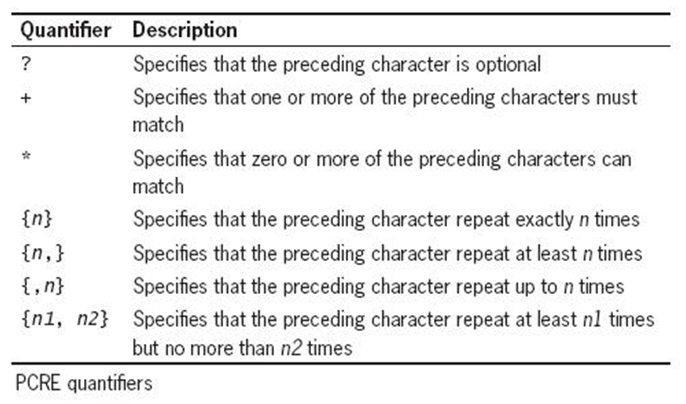 Quantifier Description
? Specifies that the preceding character is optional
+ Specifies that one or more of the preceding characters must
match
* Specifies that zero or more of the preceding characters can
match
{n} Specifies that the preceding character repeat exactly n times
{n,} Specifies that the preceding character repeat at least n times
{,n} Specifies that the preceding character repeat up to n times
{n1, n2} Specifies that the preceding character repeat at least n1 times
but no more than n2 times
PCRE quantifiers